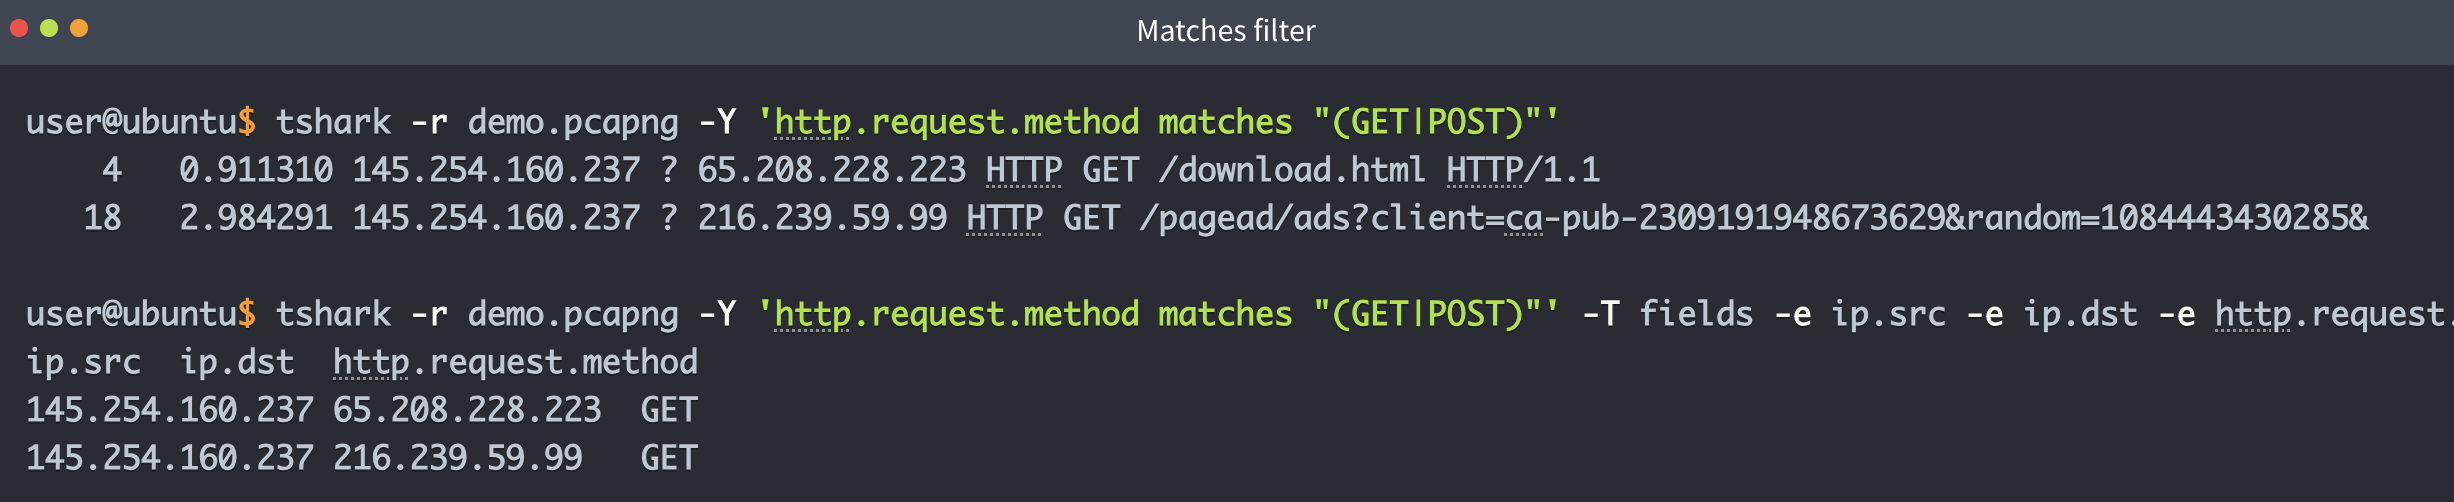 Matches filter
user@ubuntu$ tshark -r demo.pcapng -Y 'http.request.method matches "(GET|POST)"'
    4   0.911310 145.254.160.237 ? 65.208.228.223 HTTP GET /download.html HTTP/1.1
   18   2.984291 145.254.160.237 ? 216.239.59.99 HTTP GET /pagead/ads?client=ca-pub-2309191948673629&random=1084443430285&
user@ubuntu$ tshark -r demo.pcapng -Y 'http.request.method matches "(GET|POST)"' -T fields -e ip.src -e ip.dst -e http.request.
ip.src  ip.dst  http.request.method
145.254.160.237 65.208.228.223  GET
145.254.160.237 216.239.59.99   GET